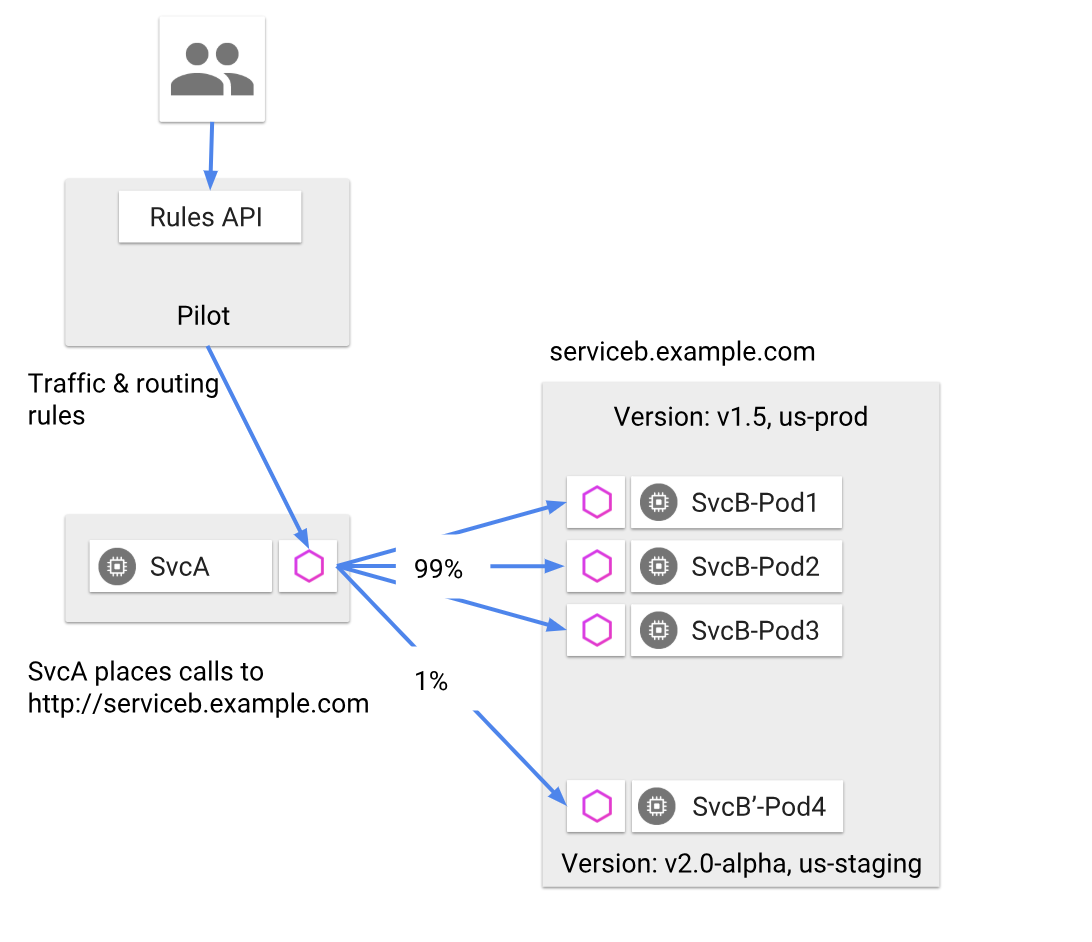 Rules API
Pilot
Traffic & routing
rules
serviceb.example.com
Version: v1.5, us-prod
SvcA
99%
SvcB-Pod1
SvcB-Pod2
SvcB-Pod3
SvcA places calls to
http://serviceb.example.com
1%
SvcB’-Pod4
Version: v2.0-alpha, us-staging